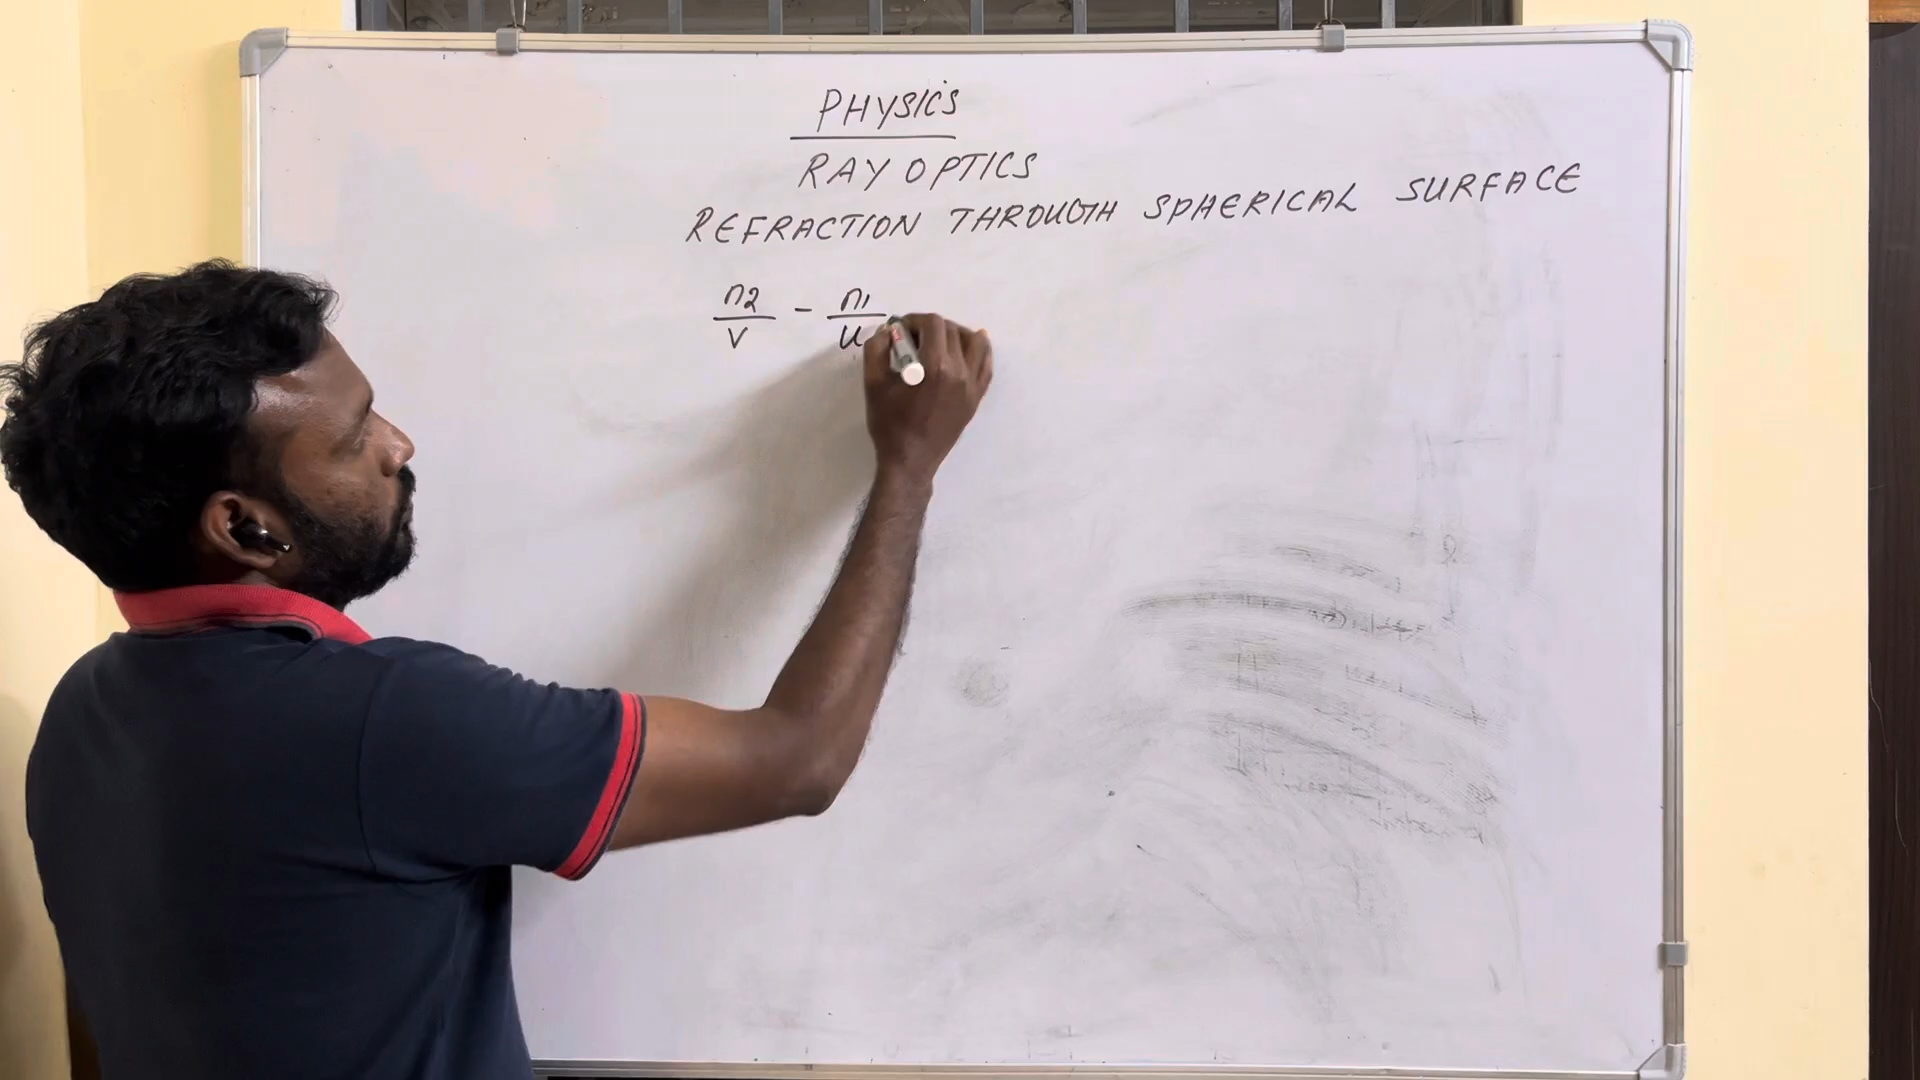 PHYSICS
RAY OPTICS
REFRACTION THROUGH SPHERICAL SURFACE
n2/v - n1/u